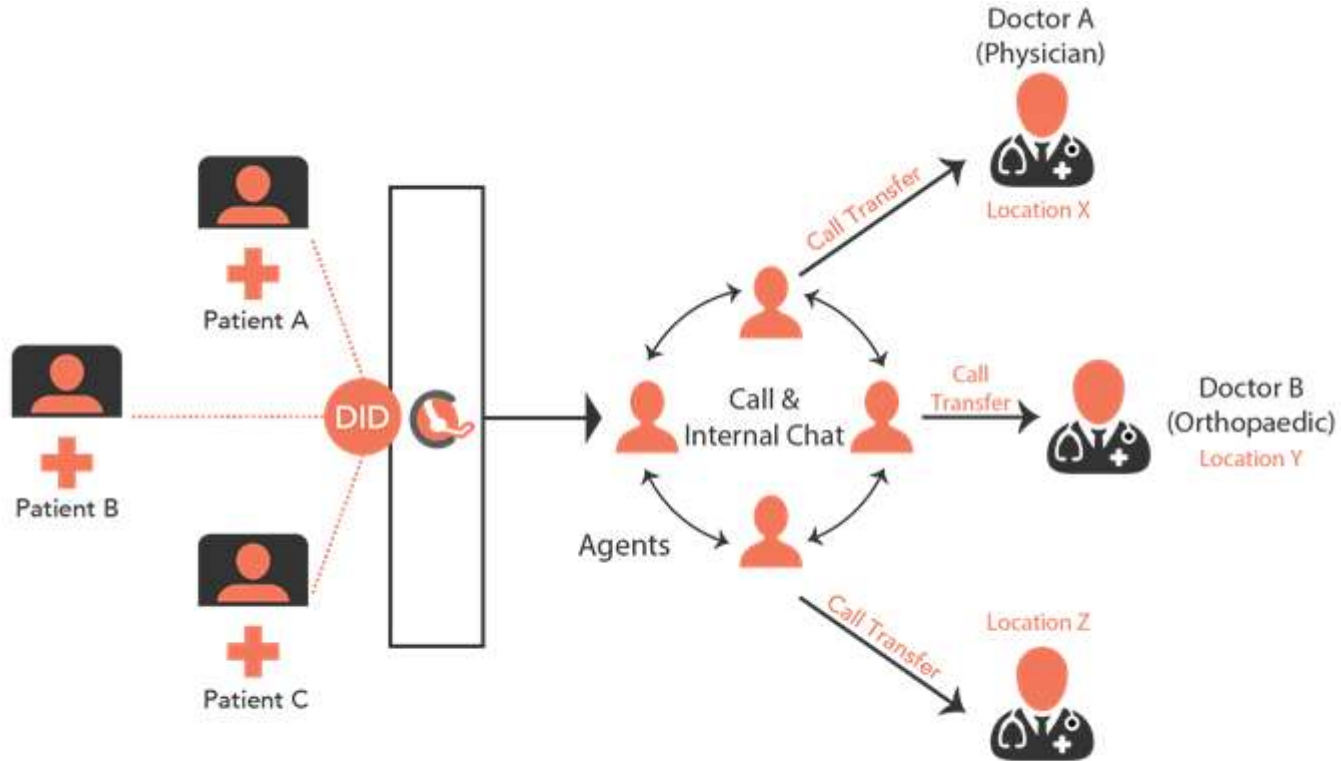 Doctor A
(Physician)
Location X
Call Transfer
Patient A
DID
Patient B
Call &
Internal Chat
Call
Transfer
Doctor B
(Orthopaedic)
Location Y
Agents
Call Transfer
Location Z
Patient C